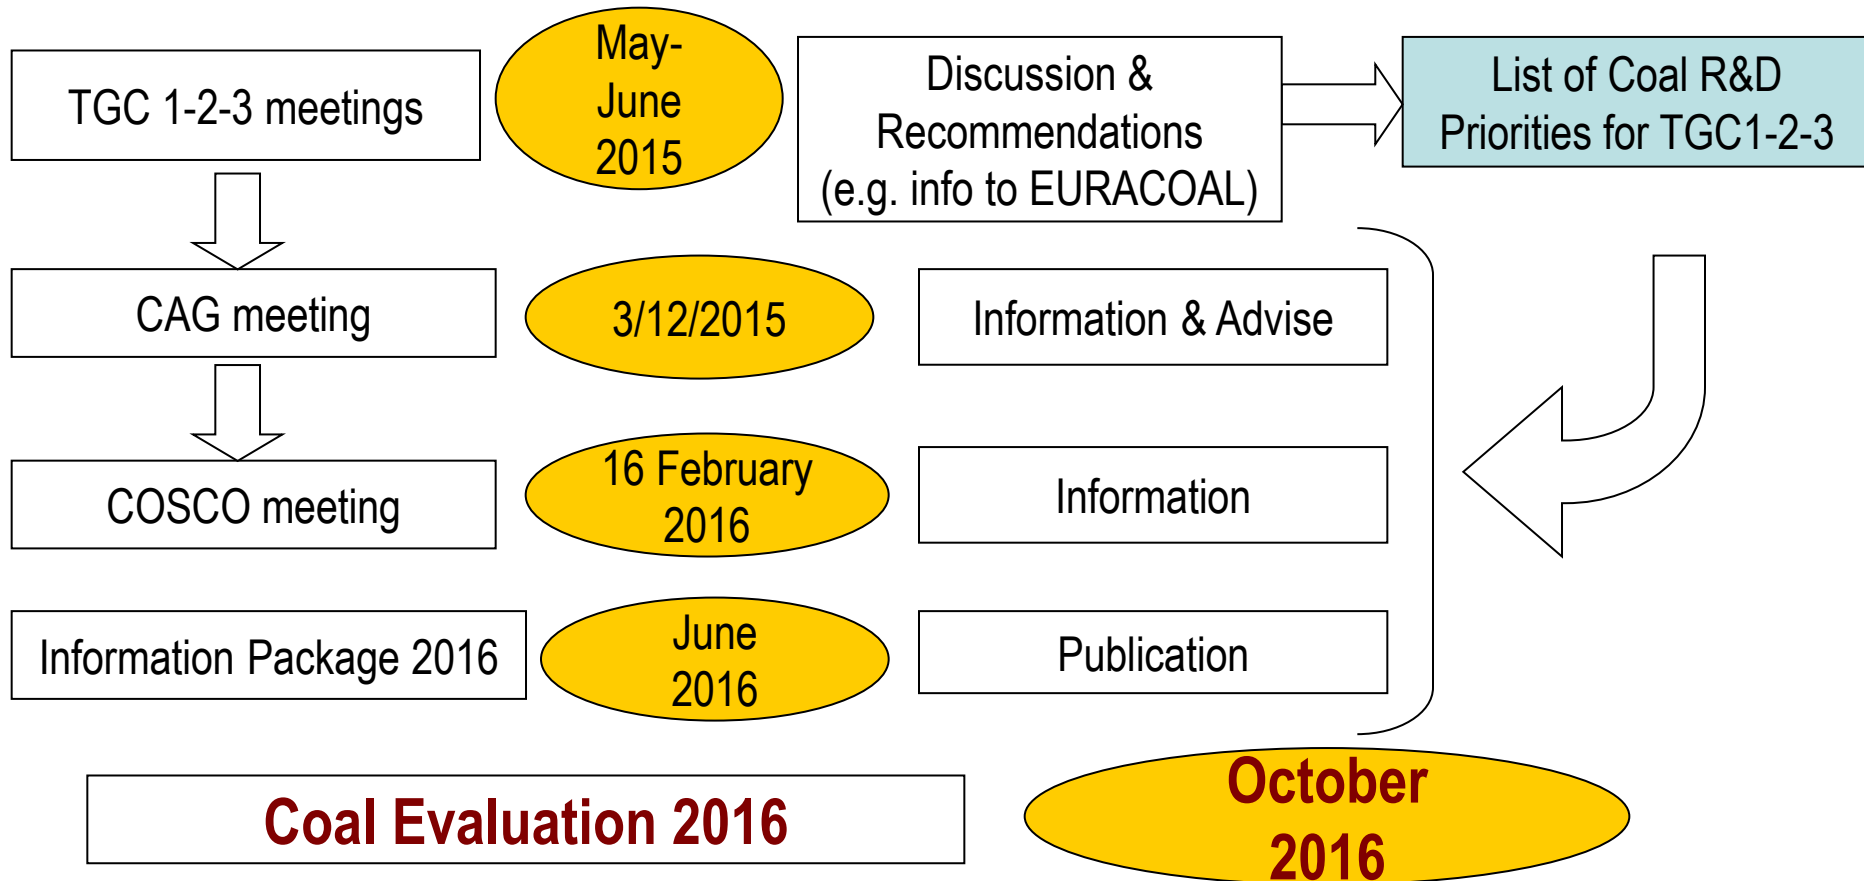 TGC 1-2-3 meetings
May-
June
2015
Discussion &
Recommendations
(e.g. info to EURACOAL)
List of Coal R&D
Priorities for TGC1-2-3
CAG meeting
3/12/2015
Information & Advise
COSCO meeting
16 February
2016
Information
Information Package 2016
June
2016
Publication
Coal Evaluation 2016
October
2016